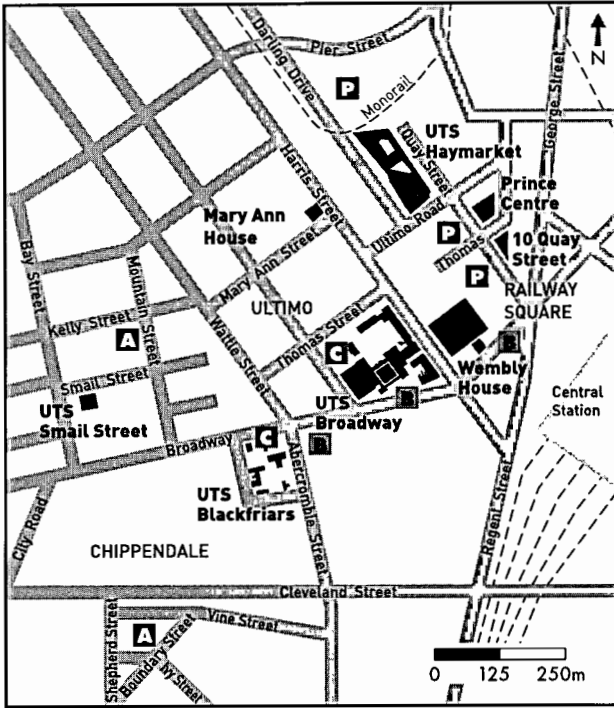 Pier Street
Darling Drive
N
George Street
P
Monorail
Quay Street
UTS
Haymarket
Harris Street
Prince
Centre
Mary Ann
House
Ultimo Road
P
Thomas
10 Quay
Street
Bay Street
Mountain Street
Mary Ann Street
P
RAILWAY
SQUARE
ULTIMO
Kelly Street
A
Wattle Street
Thomas Street
C
B
Smail Street
Wembly
House
UTS
Smail Street
UTS
Broadway
B
Central
Station
Broadway
C
B
Abercrombie Street
UTS
Blackfriars
City Road
Regent Street
CHIPPENDALE
Cleveland Street
Shepherd Street
A
Vine Street
Boundary Street
Ivy Street
0 125 250m